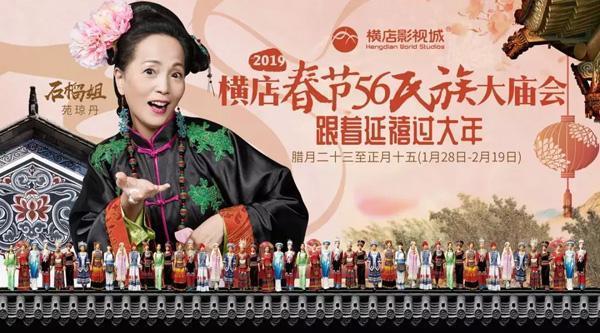 横店影视城
Hengdian World Studios
2019
横店春节56民族大庙会
跟着延禧过大年
腊月二十三至正月十五(1月28日-2月19日)
石榴姐
苑琼丹